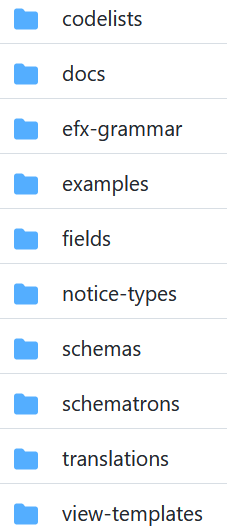 codelists
docs
efx-grammar
examples
fields
notice-types
schemas
schematrons
translations
view-templates